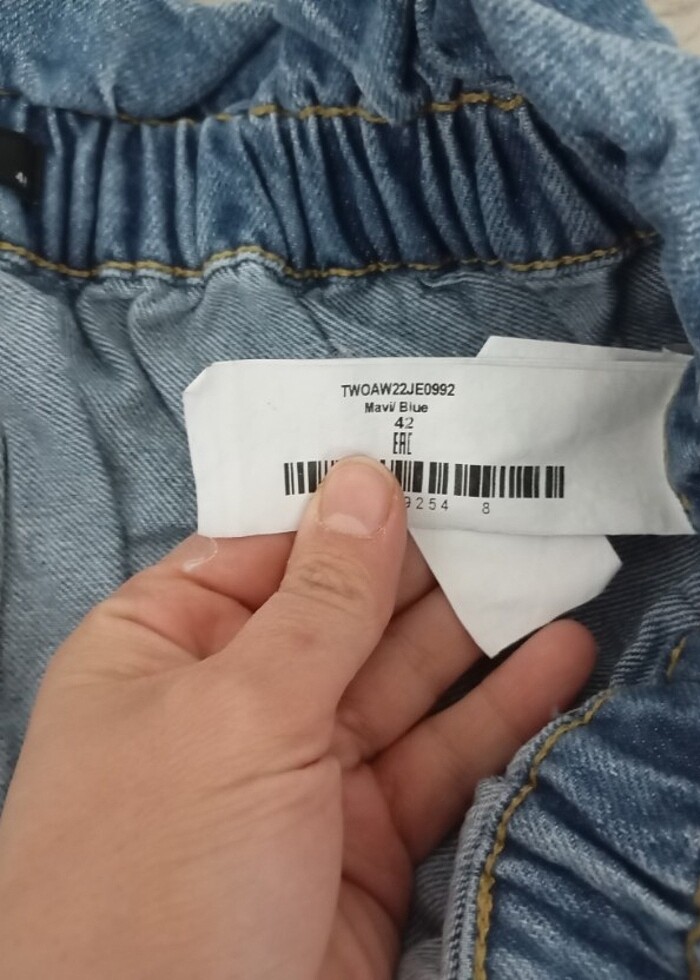 TWOAW22JE0992
Mavi/ Blue
42
EAC
9254 8